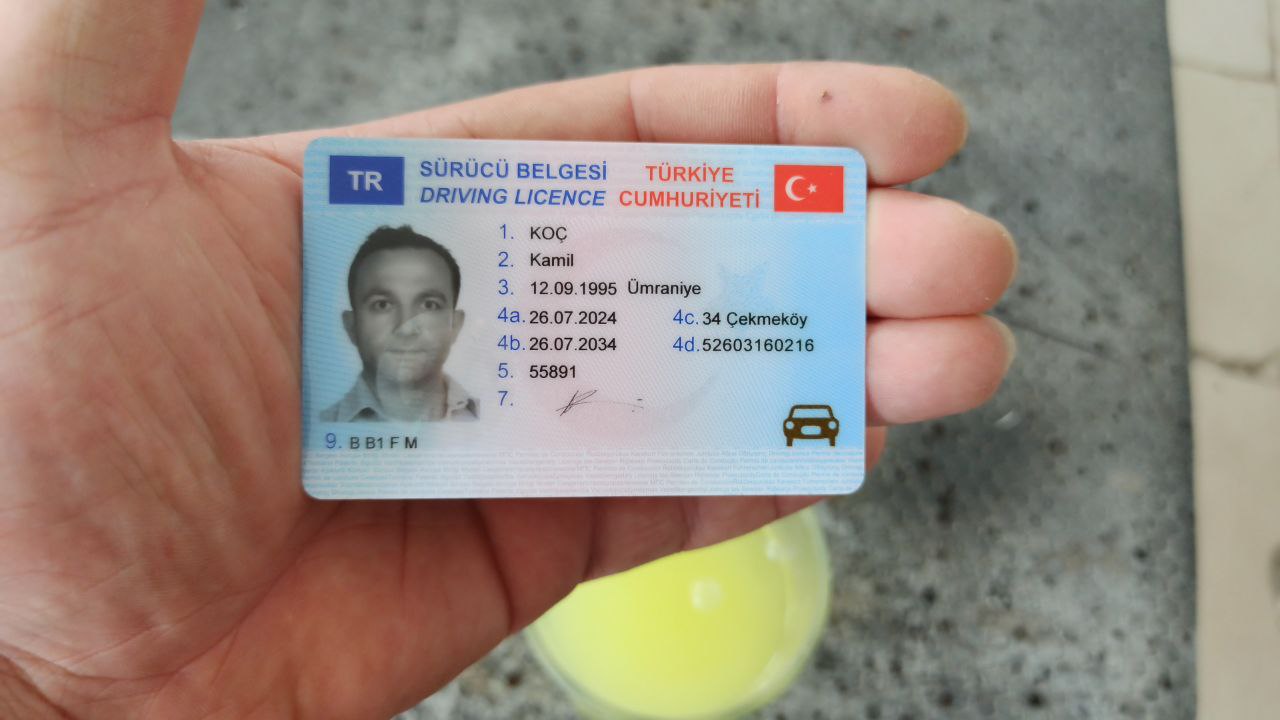 TR SÜRÜCÜ BELGESİ TÜRKİYE
DRIVING LICENCE CUMHURİYETİ
1. KOÇ
2. Kamil
3. 12.09.1995 Ümraniye
4a. 26.07.2024 4c. 34 Çekmeköy
4b. 26.07.2034 4d. 52603160216
5. 55891
7.
9. B B1 F M